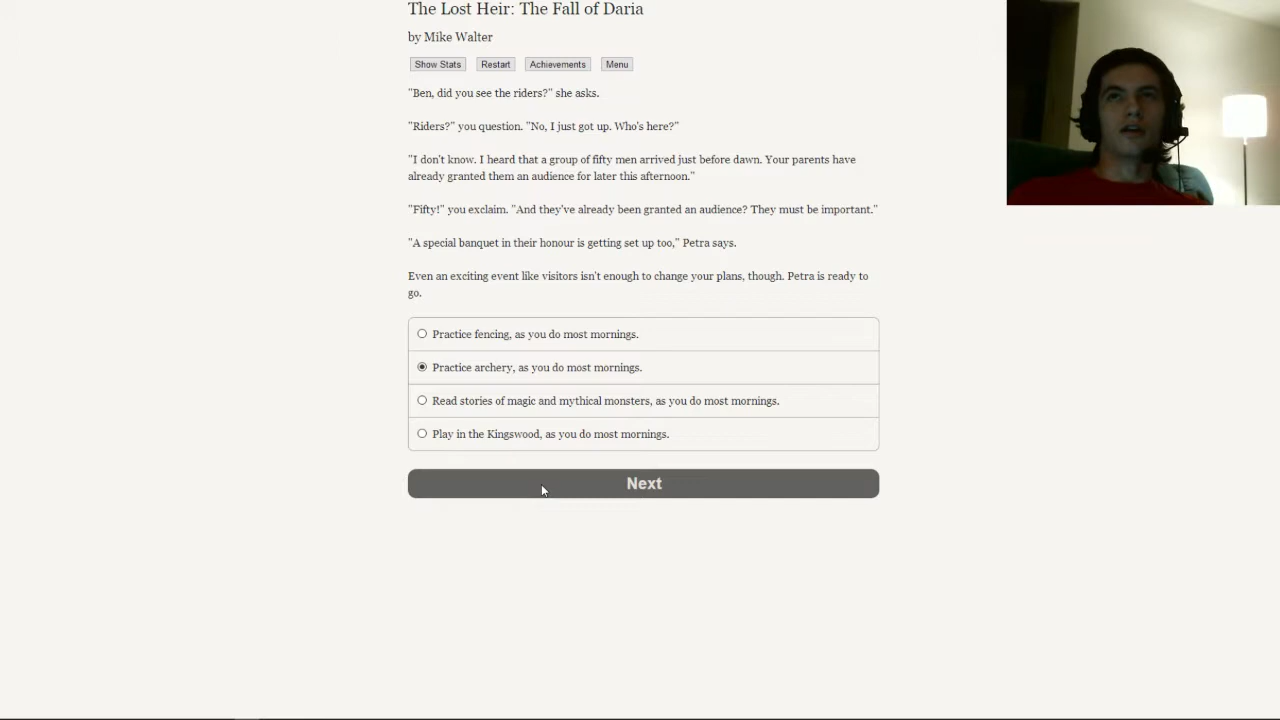 The Lost Heir: The Fall of Daria
by Mike Walter
Show Stats Restart Achievements Menu
"Ben, did you see the riders?" she asks.
"Riders?" you question. "No, I just got up. Who's here?"
"I don't know. I heard that a group of fifty men arrived just before dawn. Your parents have
already granted them an audience for later this afternoon."
"Fifty!" you exclaim. "And they've already been granted an audience? They must be important."
"A special banquet in their honour is getting set up too," Petra says.
Even an exciting event like visitors isn't enough to change your plans, though. Petra is ready to
go.
Practice fencing, as you do most mornings.
Practice archery, as you do most mornings.
Read stories of magic and mythical monsters, as you do most mornings.
Play in the Kingswood, as you do most mornings.
Next